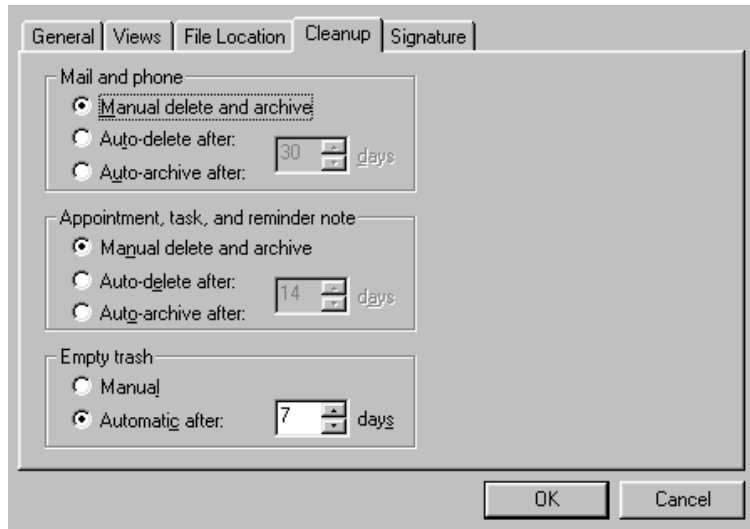 General Views File Location Cleanup Signature
Mail and phone
Manual delete and archive
Auto-delete after:
30 days
Auto-archive after:
Appointment, task, and reminder note
Manual delete and archive
Auto-delete after:
14 days
Auto-archive after:
Empty trash
Manual
Automatic after: 7 days
OK Cancel